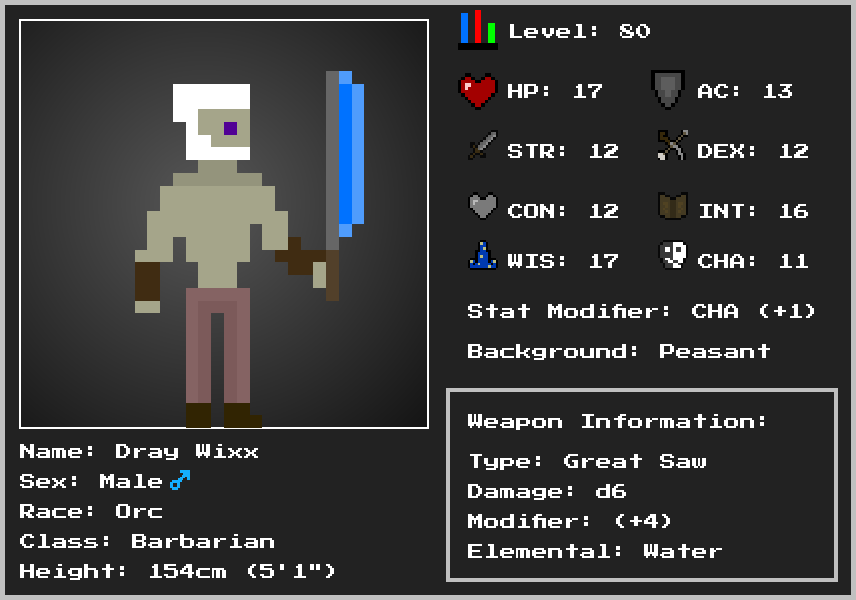 Level: 80
HP: 17
AC: 13
STR: 12
DEX: 12
CON: 12
INT: 16
WIS: 17
CHA: 11
Stat Modifier: CHA (+1)
Background: Peasant
Weapon Information:
Type: Great Saw
Damage: d6
Modifier: (+4)
Elemental: Water
Name: Dray Wixx
Sex: Male♂
Race: Orc
Class: Barbarian
Height: 154cm (5'1")